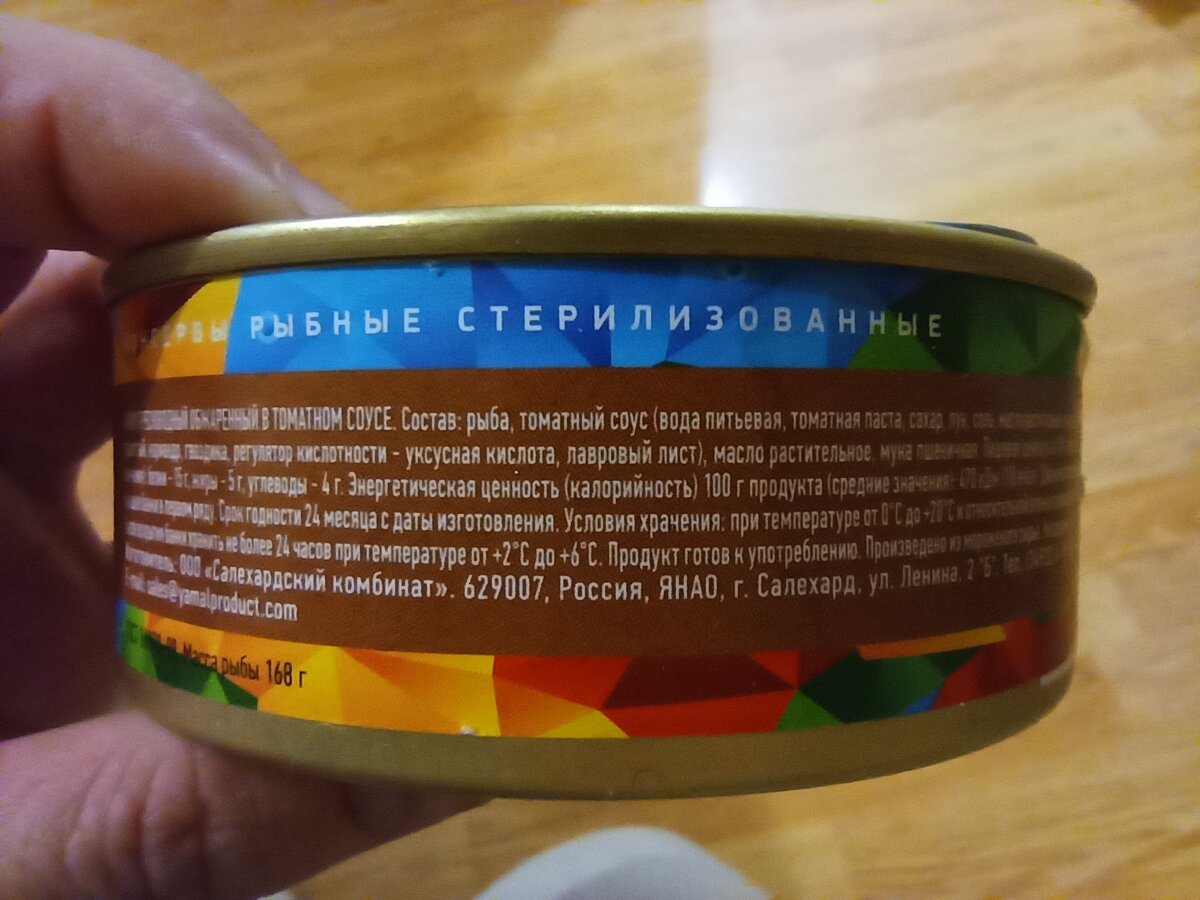 РЫБНЫЕ СТЕРИЛИЗОВАННЫЕ
ОБЖАРЕННЫЙ В ТОМАТНОМ СОУСЕ. Состав: рыба, томатный соус (вода питьевая, томатная паста, сахар, лук, соль,
гвоздика, регулятор кислотности - уксусная кислота, лавровый лист), масло растительное, мука пшеничная.
белки - 15 г, жиры - 5 г, углеводы - 4 г. Энергетическая ценность (калорийность) 100 г продукта (средние значения):
Срок годности 24 месяца с даты изготовления. Условия хранения: при температуре от 0°С до +20°С и
банки хранить не более 24 часов при температуре от +2°С до +6°С. Продукт готов к употреблению. Произведено из
ООО «Салехардский комбинат». 629007, Россия, ЯНАО, г. Салехард, ул. Ленина, 2 "Б". Тел.
sales@yamalproduct.com
Масса рыбы 168 г